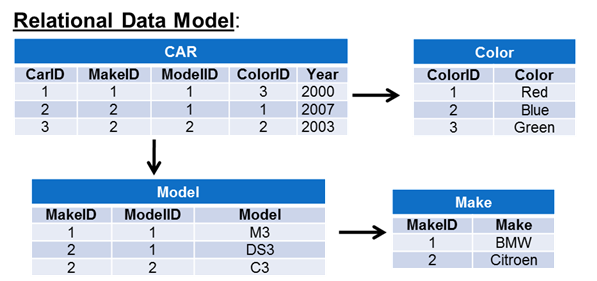 Relational Data Model:
CAR
CarID MakeID ModelID ColorID Year
1 1 1 3 2000
2 2 1 1 2007
3 2 2 2 2003
Color
ColorID Color
1 Red
2 Blue
3 Green
Model
MakeID ModelID Model
1 1 M3
2 1 DS3
2 2 C3
Make
MakeID Make
1 BMW
2 Citroen